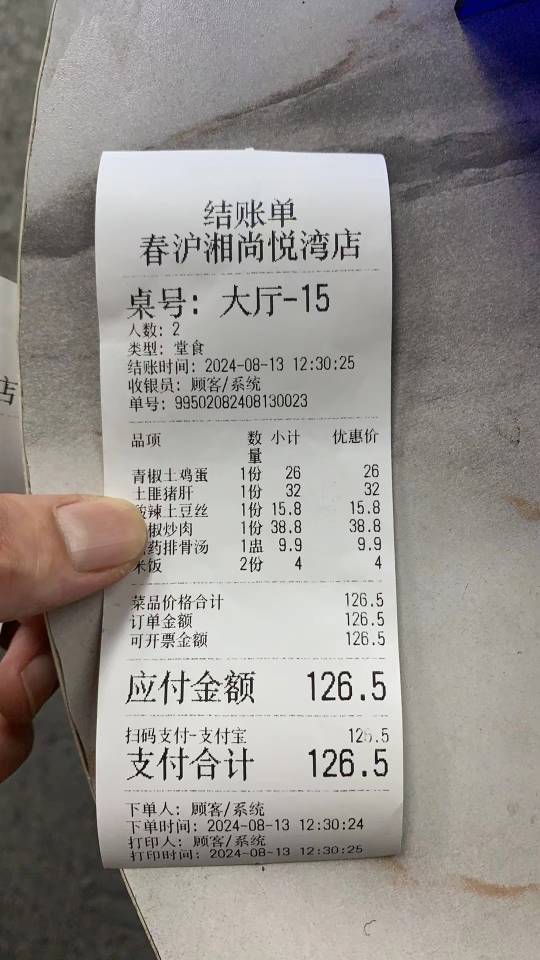 结账单
春沪湘尚悦湾店
桌号: 大厅-15
人数: 2
类型: 堂食
结账时间: 2024-08-13 12:30:25
收银员: 顾客/系统
单号: 99502082408130023
品项 数量 小计 优惠价
青椒土鸡蛋 1份 26 26
土匪猪肝 1份 32 32
辣土豆丝 1份 15.8 15.8
椒炒肉 1份 38.8 38.8
药排骨汤 1盅 9.9 9.9
米饭 2份 4 4
菜品价格合计 126.5
订单金额 126.5
可开票金额 126.5
应付金额 126.5
扫码支付-支付宝 126.5
支付合计 126.5
下单人: 顾客/系统
下单时间: 2024-08-13 12:30:24
打印人: 顾客/系统
打印时间: 2024-08-13 12:30:25
店